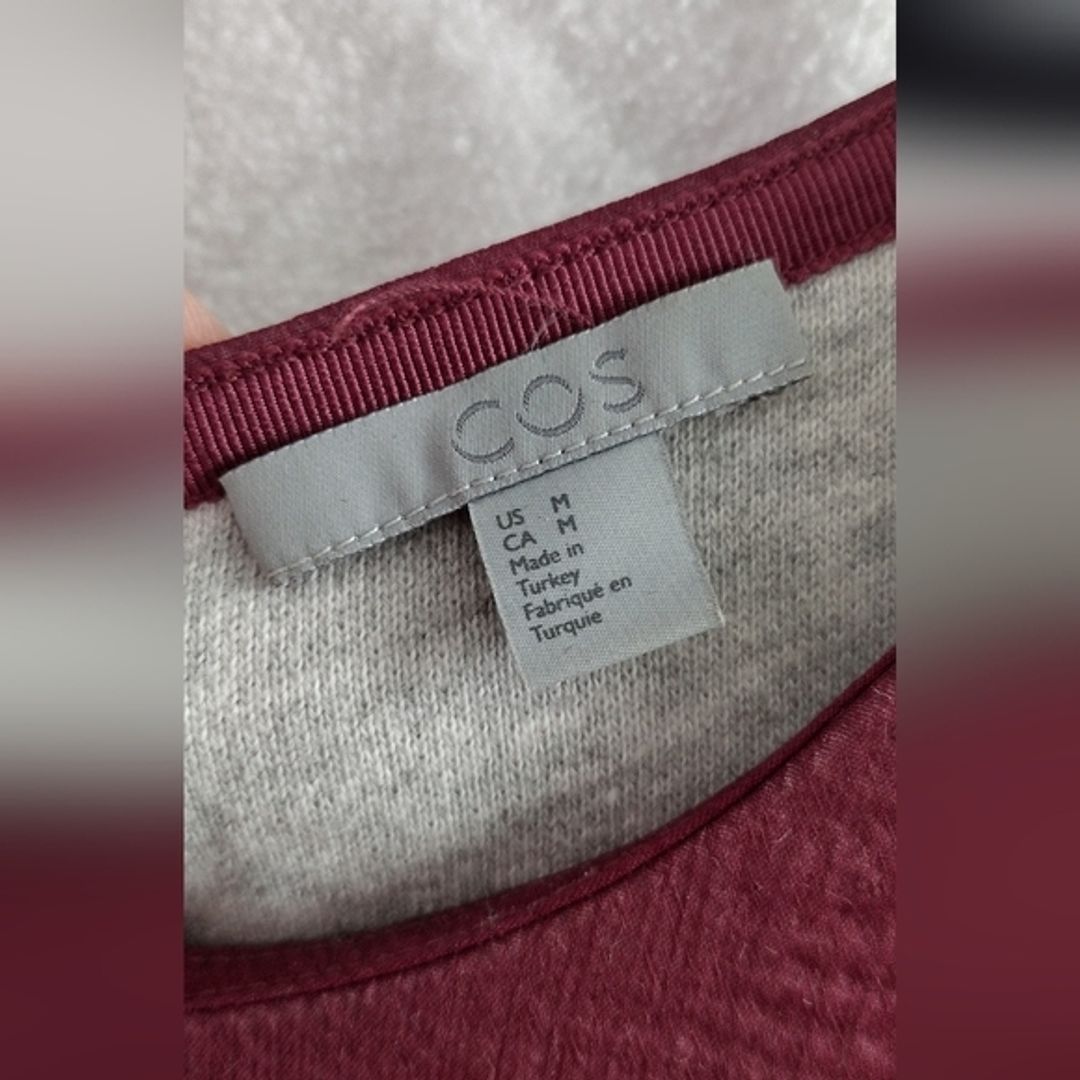 COS
US M
CA M
Made in
Turkey
Fabriqué en
Turquie